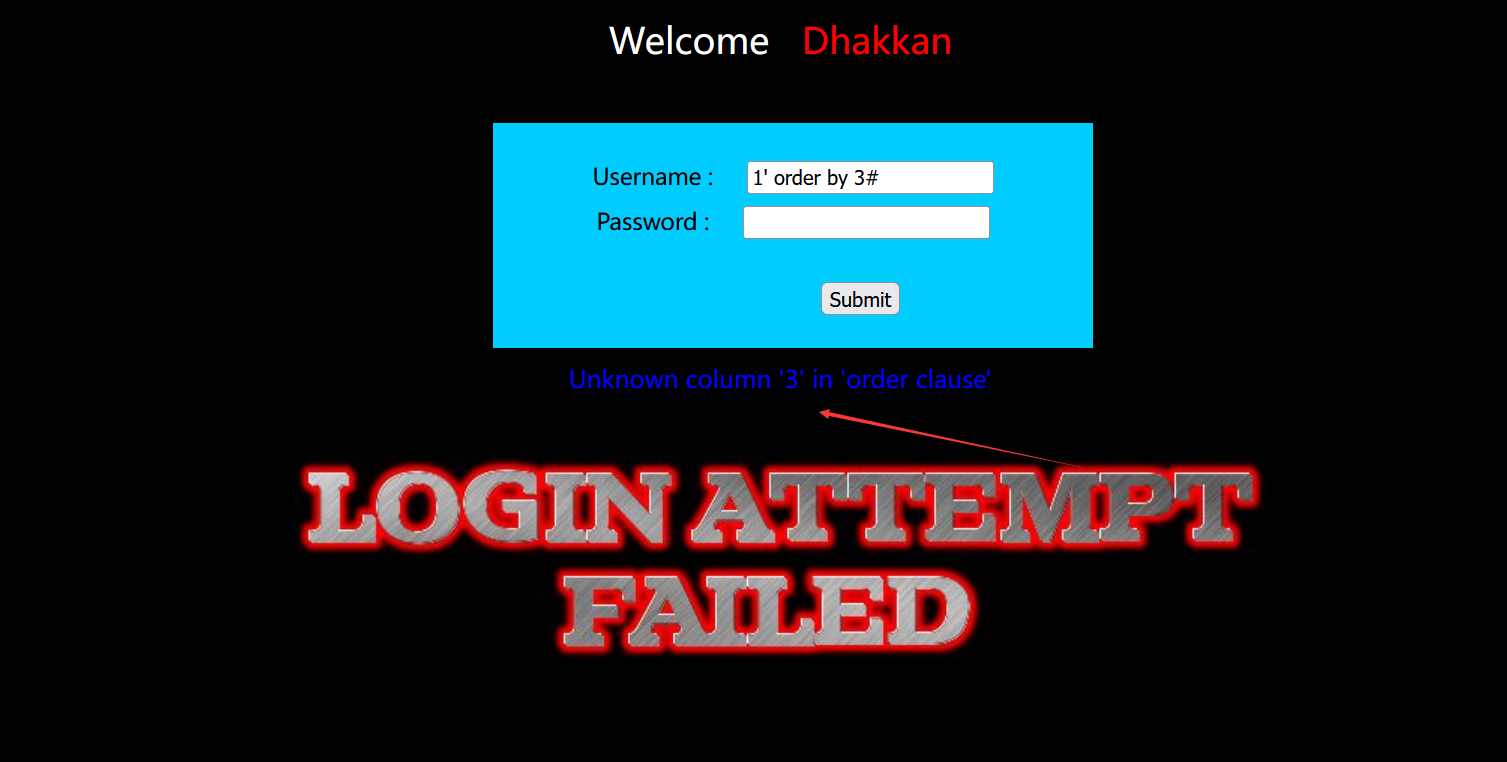 Welcome Dhakkan
Username : 1' order by 3#
Password :
Submit
Unknown column '3' in 'order clause'
LOGIN ATTEMPT
FAILED